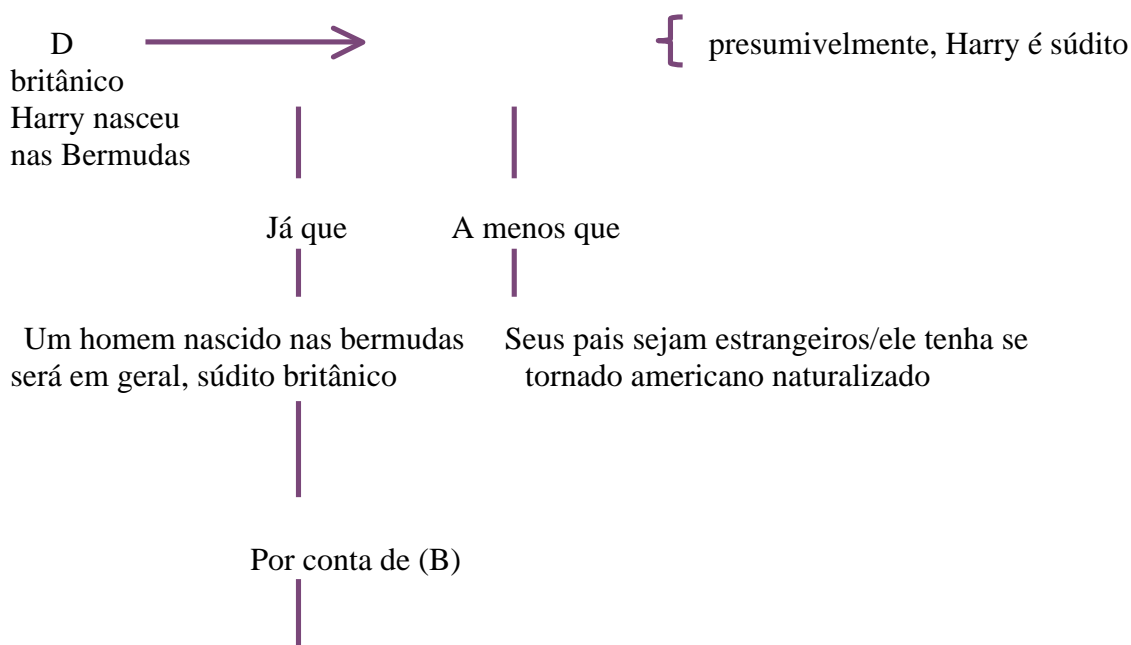 D presumivelmente, Harry é súdito
britânico
Harry nasceu
nas Bermudas
Já que A menos que
Um homem nascido nas bermudas Seus pais sejam estrangeiros/ele tenha se
será em geral, súdito britânico tornado americano naturalizado
Por conta de (B)